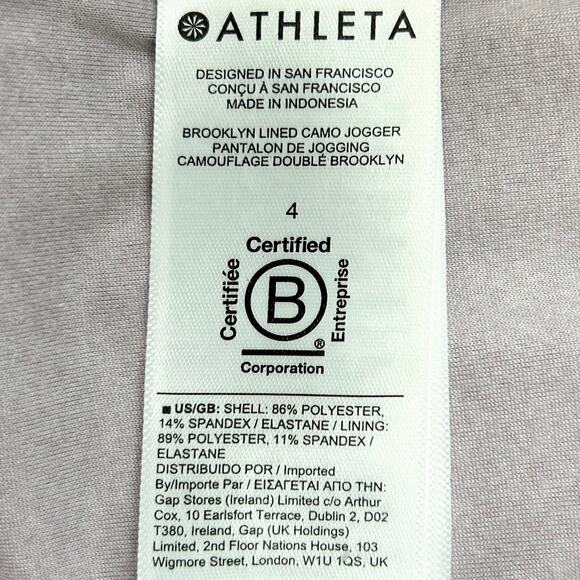 ATHLETA
DESIGNED IN SAN FRANCISCO
CONÇU À SAN FRANCISCO
MADE IN INDONESIA
BROOKLYN LINED CAMO JOGGER
PANTALON DE JOGGING
CAMOUFLAGE DOUBLÉ BROOKLYN
4
Certified
Certifiée
B
Entreprise
®
Corporation
■ US/GB: SHELL: 86% POLYESTER,
14% SPANDEX / ELASTANE / LINING:
89% POLYESTER, 11% SPANDEX /
ELASTANE
DISTRIBUIDO POR / Imported
By/Importe Par / ΕΙΣΑΓΕΤΑΙ ΑΠΟ ΤΗΝ:
Gap Stores (Ireland) Limited c/o Arthur
Cox, 10 Earlsfort Terrace, Dublin 2, D02
T380, Ireland, Gap (UK Holdings)
Limited, 2nd Floor Nations House, 103
Wigmore Street, London, W1U 1QS, UK